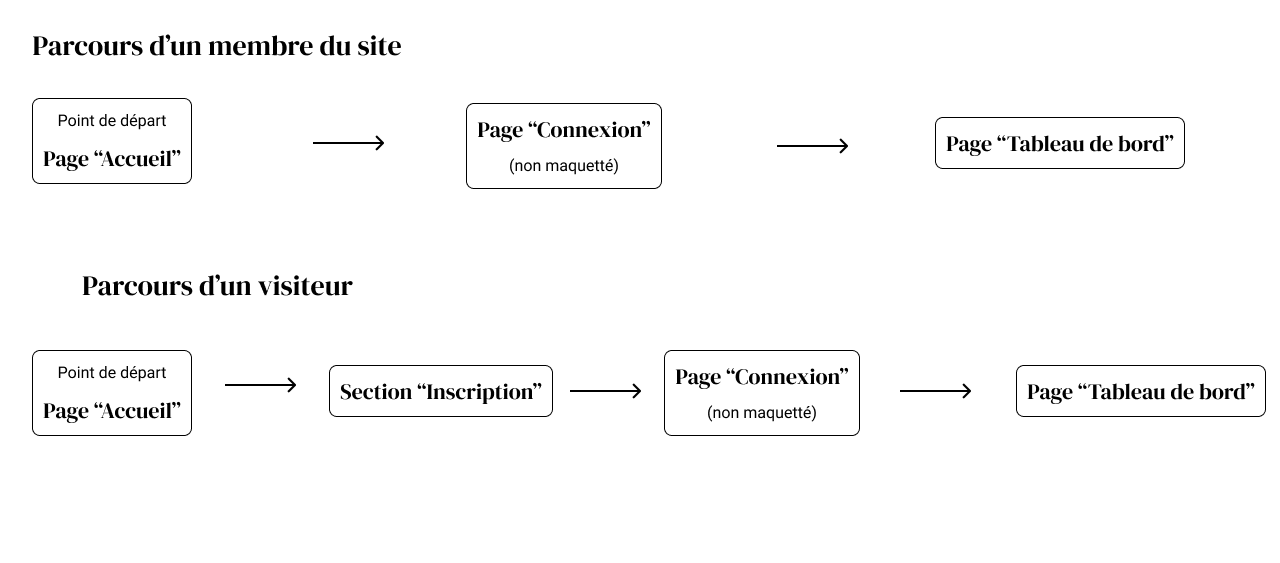 Parcours d’un membre du site
Point de départ
Page “Accueil”
Page “Connexion”
(non maquetté)
Page “Tableau de bord”
Parcours d’un visiteur
Point de départ
Page “Accueil”
Section “Inscription”
Page “Connexion”
(non maquetté)
Page “Tableau de bord”